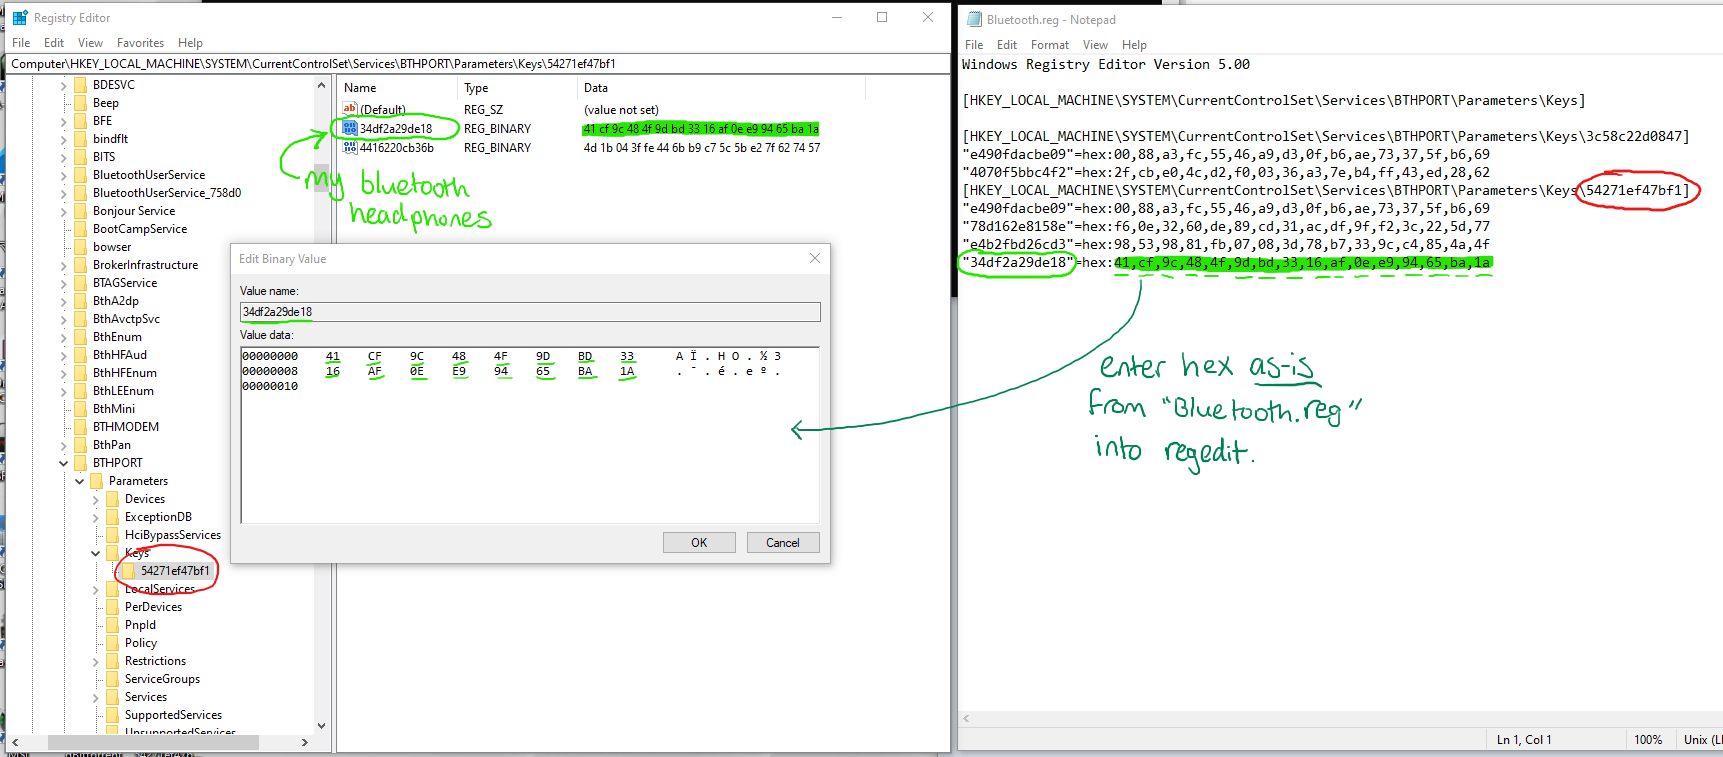 Registry Editor
File Edit View Favorites Help
Computer\HKEY_LOCAL_MACHINE\SYSTEM\CurrentControlSet\Services\BTHPORT\Parameters\Keys\54271ef47bf1
BDESVC
Beep
BFE
bindflt
BITS
BluetoothUserService
BluetoothUserService_758d0
Bonjour Service
BootCampService
bowser
BrokerInfrastructure
BTAGService
BthA2dp
BthAvctpSvc
BthEnum
BthHFAud
BthHFEnum
BthLEEnum
BthMini
BTHMODEM
BthPan
BTHPORT
Parameters
Devices
ExceptionDB
HciBypassServices
Keys
54271ef47bf1
LocalServices
PerDevices
PnpId
Policy
Restrictions
ServiceGroups
Services
SupportedServices
UnsupportedServices
Name Type Data
ab (Default) REG_SZ (value not set)
34df2a29de18 REG_BINARY 41 cf 9c 48 4f 9d bd 33 16 af 0e e9 94 65 ba 1a
4416220cb36b REG_BINARY 4d 1b 04 3f fe 44 6b b9 c7 5c 5b e2 7f 62 74 57
my bluetooth
headphones
Edit Binary Value
Value name:
34df2a29de18
Value data:
00000000 41 CF 9C 48 4F 9D BD 33 A Ï . H O . ½ 3
00000008 16 AF 0E E9 94 65 BA 1A . ¯ . é . e º .
00000010
OK Cancel
Bluetooth.reg - Notepad
File Edit Format View Help
Windows Registry Editor Version 5.00
[HKEY_LOCAL_MACHINE\SYSTEM\CurrentControlSet\Services\BTHPORT\Parameters\Keys]
[HKEY_LOCAL_MACHINE\SYSTEM\CurrentControlSet\Services\BTHPORT\Parameters\Keys\3c58c22d0847]
"e490fdacbe09"=hex:00,88,a3,fc,55,46,a9,d3,0f,b6,ae,73,37,5f,b6,69
"4070f5bbc4f2"=hex:2f,cb,e0,4c,d2,f0,03,36,a3,7e,b4,ff,43,ed,28,62
[HKEY_LOCAL_MACHINE\SYSTEM\CurrentControlSet\Services\BTHPORT\Parameters\Keys\54271ef47bf1]
"e490fdacbe09"=hex:00,88,a3,fc,55,46,a9,d3,0f,b6,ae,73,37,5f,b6,69
"78d162e8158e"=hex:f6,0e,32,60,de,89,cd,31,ac,df,9f,f2,3c,22,5d,77
"e4b2fbd26cd3"=hex:98,53,98,81,fb,07,08,3d,78,b7,33,9c,c4,85,4a,4f
"34df2a29de18"=hex:41,cf,9c,48,4f,9d,bd,33,16,af,0e,e9,94,65,ba,1a
enter hex as-is
from "Bluetooth.reg"
into regedit.
Ln 1, Col 1 100% Unix (L